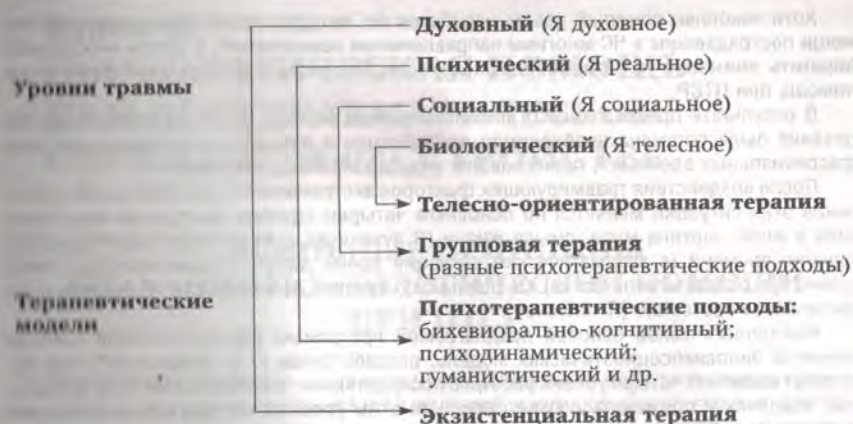 Духовный (Я духовное)
Психический (Я реальное)
Уровни травмы
Социальный (Я социальное)
Биологический (Я телесное)
Телесно-ориентированная терапия
Групповая терапия
(разные психотерапевтические подходы)
Терапевтические
модели
Психотерапевтические подходы:
бихевиорально-когнитивный;
психодинамический;
гуманистический и др.
Экзистенциальная терапия